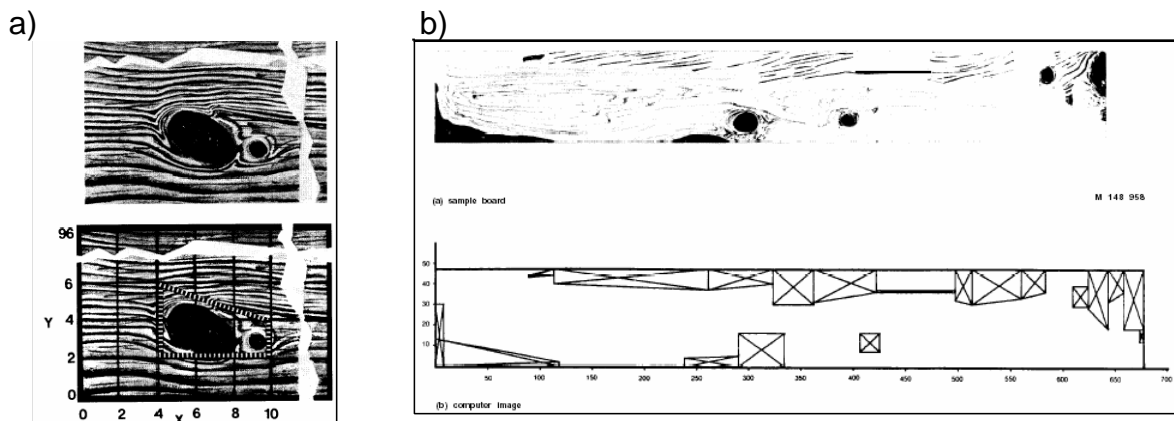 a)
b)
96
6
Y
4
2
0
0 2 4 6 8 10
X
(a) sample board
M 148 958
50
40
30
20
10
50 100 150 200 250 300 350 400 450 500 550 600 650 700
(b) computer image